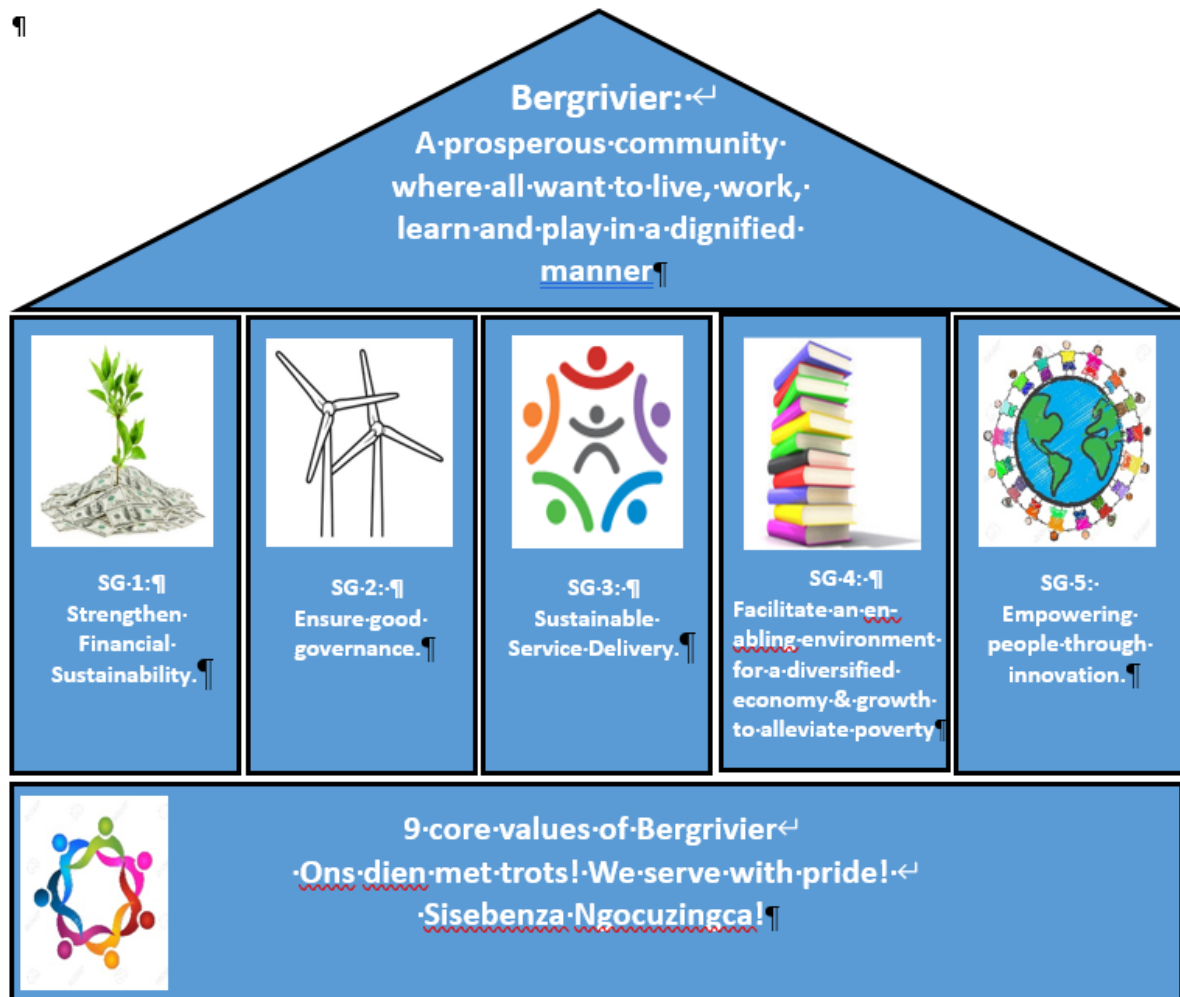 ¶
Bergrivier:·↵
A·prosperous·community·
where·all·want·to·live,·work,·
learn·and·play·in·a·dignified·
manner¶
SG·1:¶
Strengthen·
Financial·
Sustainability.¶
SG·2:·¶
Ensure·good·
governance.¶
SG·3:·¶
Sustainable·
Service·Delivery.¶
SG·4:·¶
Facilitate·an·en-
abling·environment·
for·a·diversified·
economy·&·growth·
to·alleviate·poverty¶
SG·5:·
Empowering·
people·through·
innovation.¶
9·core·values·of·Bergrivier↵
·Ons·dien·met·trots!·We·serve·with·pride!·↵
·Sisebenza·Ngocuzingca!¶